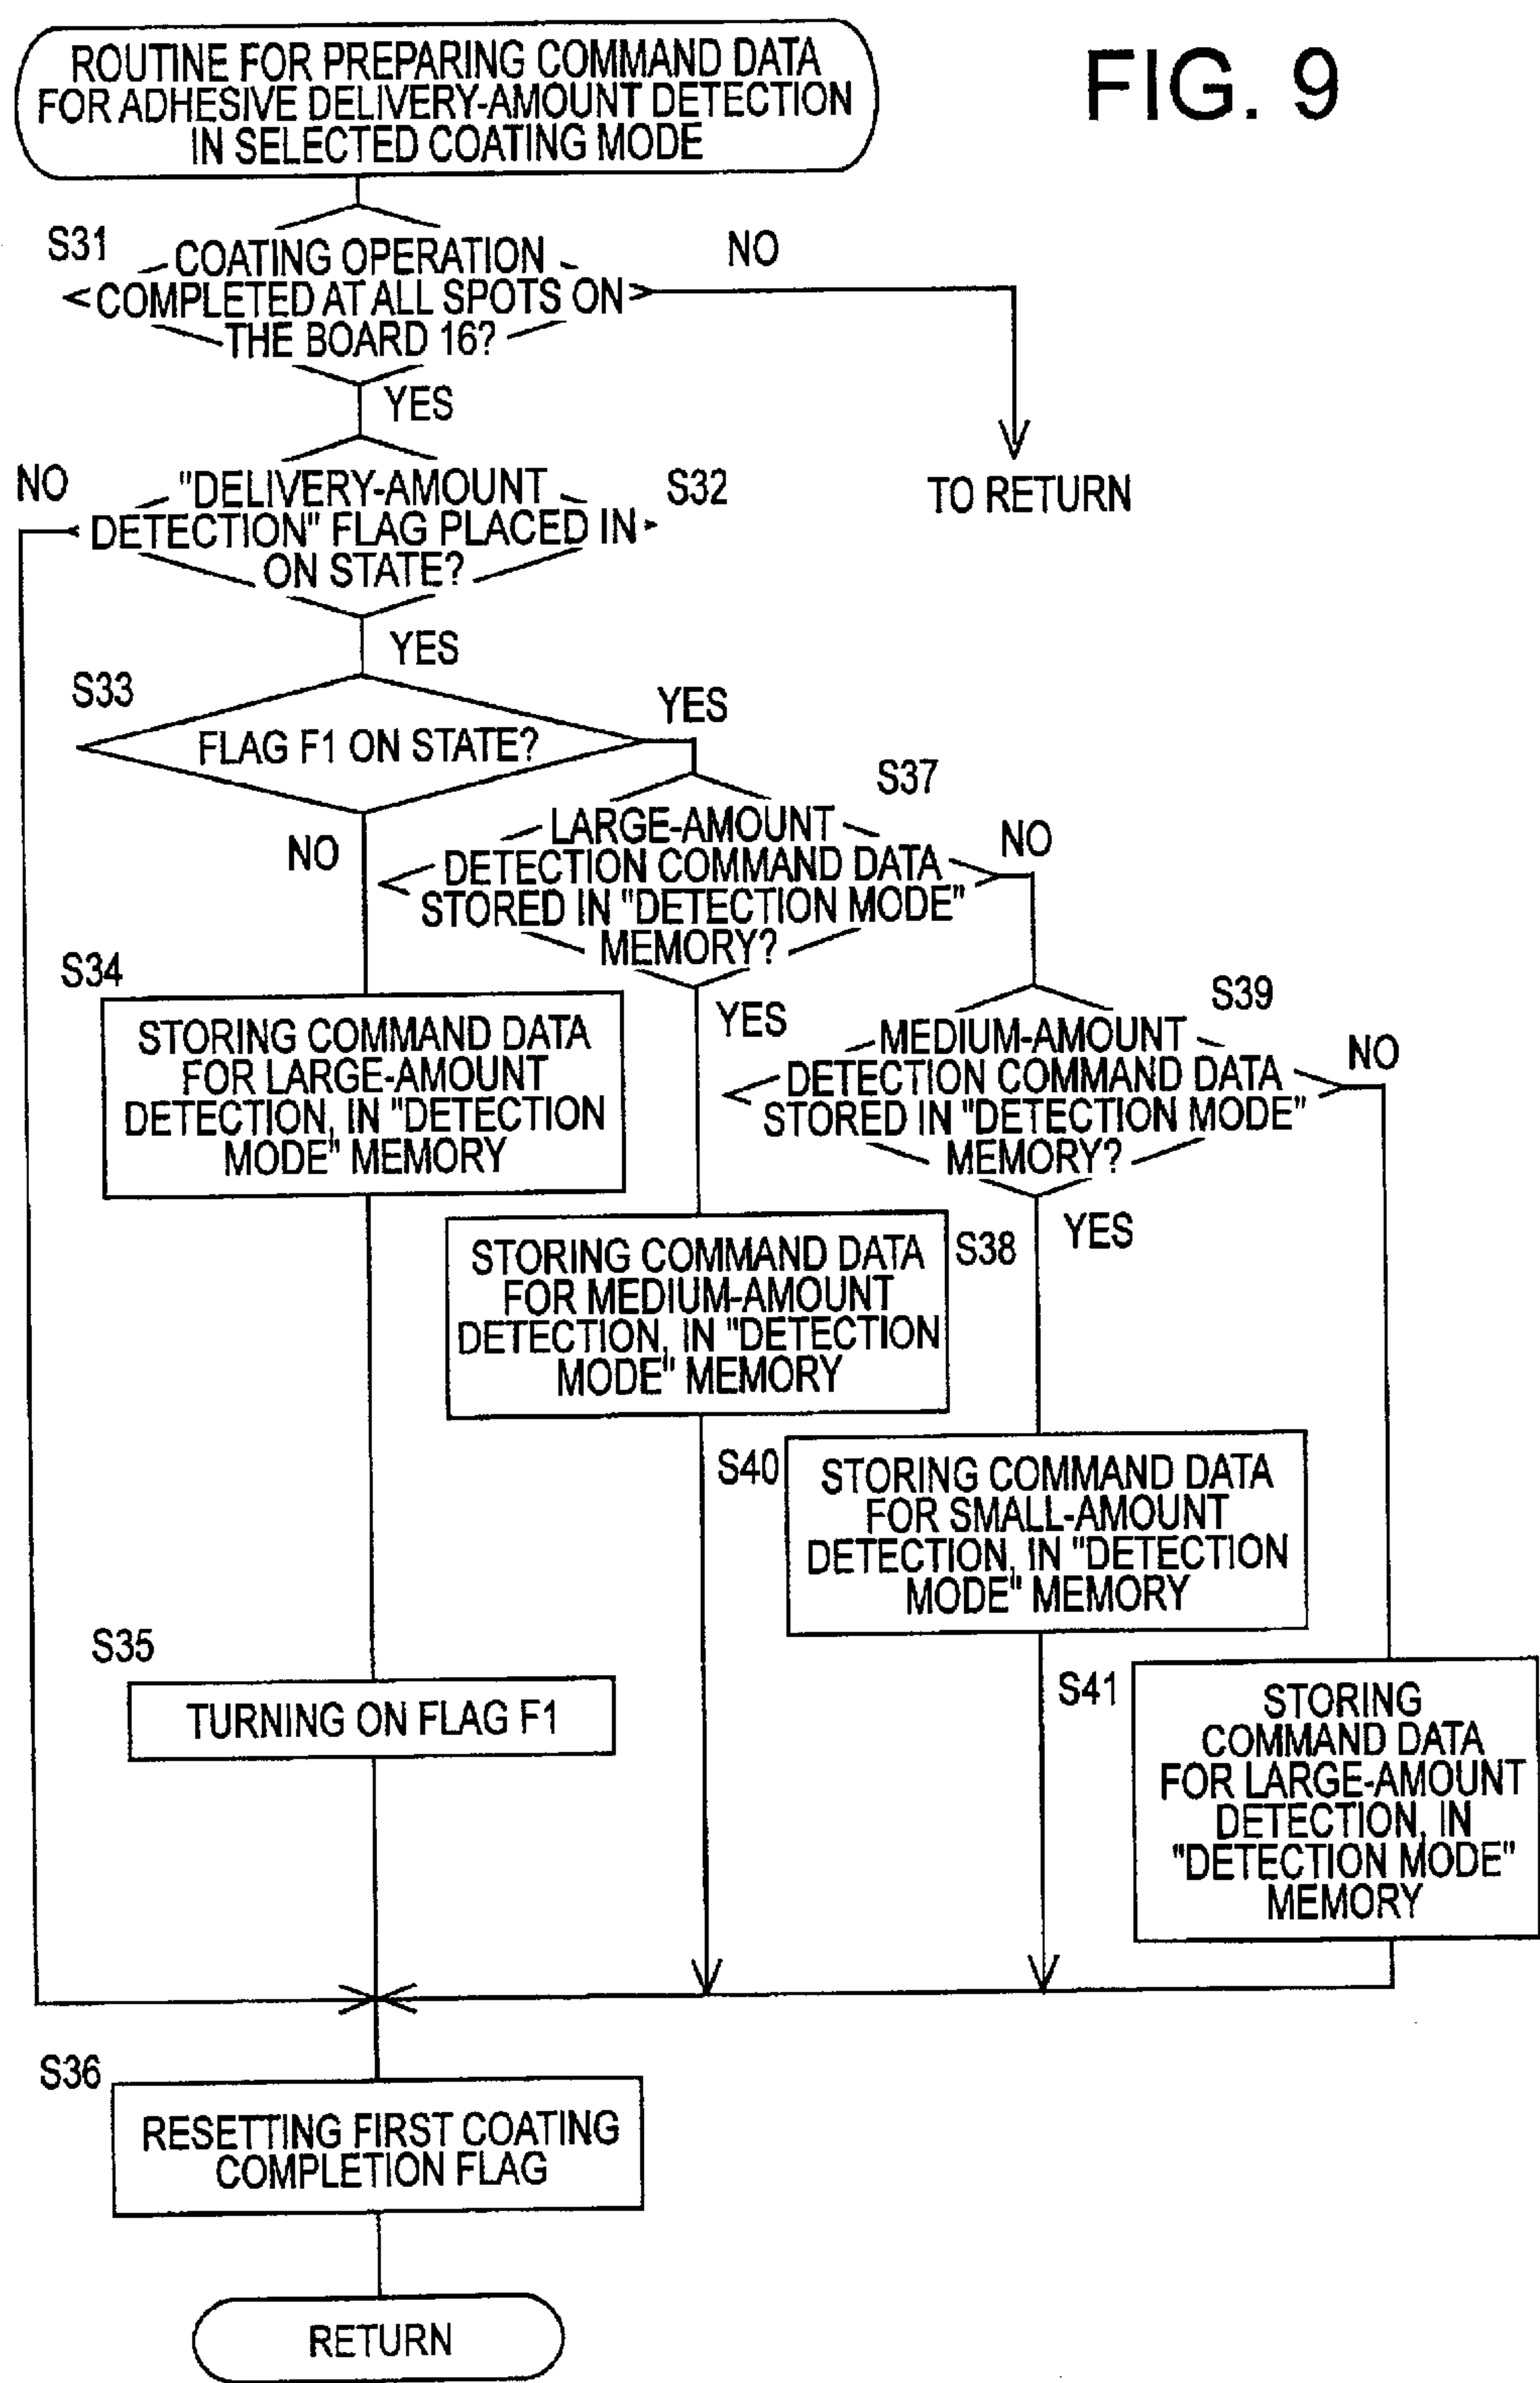 FIG. 9
ROUTINE FOR PREPARING COMMAND DATA
FOR ADHESIVE DELIVERY-AMOUNT DETECTION
IN SELECTED COATING MODE
S31
COATING OPERATION
COMPLETED AT ALL SPOTS ON
THE BOARD 16?
NO
TO RETURN
YES
NO
"DELIVERY-AMOUNT
DETECTION" FLAG PLACED IN
ON STATE?
S32
YES
S33
FLAG F1 ON STATE?
YES
NO
S37
LARGE-AMOUNT
DETECTION COMMAND DATA
STORED IN "DETECTION MODE"
MEMORY?
NO
YES
S34
STORING COMMAND DATA
FOR LARGE-AMOUNT
DETECTION, IN "DETECTION
MODE" MEMORY
S39
MEDIUM-AMOUNT
DETECTION COMMAND DATA
STORED IN "DETECTION MODE"
MEMORY?
NO
YES
S38
STORING COMMAND DATA
FOR MEDIUM-AMOUNT
DETECTION, IN "DETECTION
MODE" MEMORY
S40
STORING COMMAND DATA
FOR SMALL-AMOUNT
DETECTION, IN "DETECTION
MODE" MEMORY
S35
TURNING ON FLAG F1
S41
STORING
COMMAND DATA
FOR LARGE-AMOUNT
DETECTION, IN
"DETECTION MODE"
MEMORY
S36
RESETTING FIRST COATING
COMPLETION FLAG
RETURN